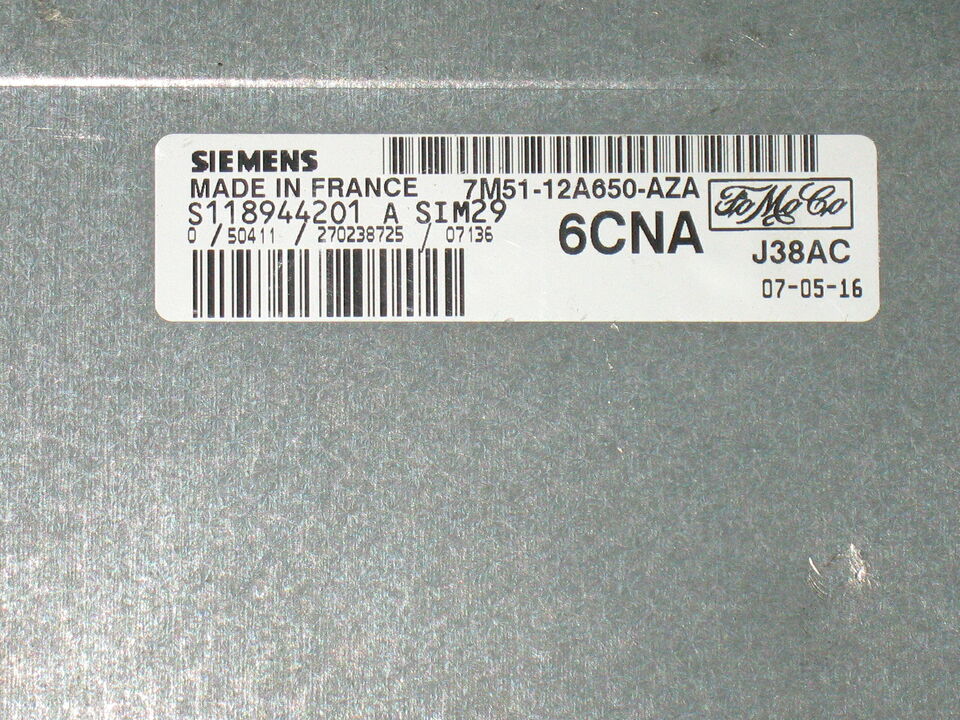 SIEMENS
MADE IN FRANCE 7M51-12A650-AZA
S118944201 A SIM29
FoMoCo
0 / 50411 / 270238725 / 07136
6CNA
J38AC
07-05-16